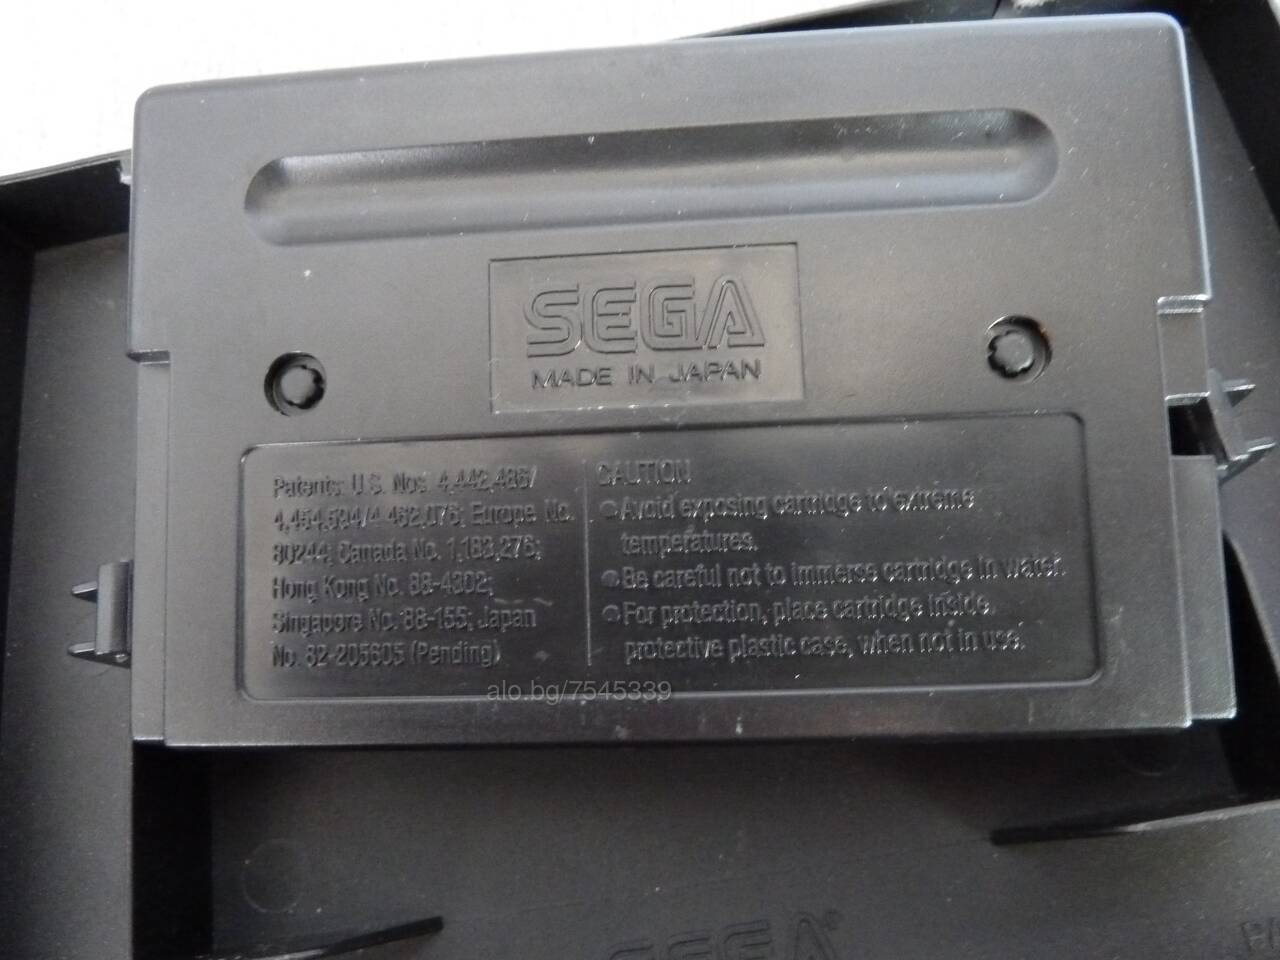 SEGA
MADE IN JAPAN
Patents: U.S. Nos. 4,442,486/
4,454,594/4,462,076; Europe No.
80244; Canada No. 1,183,276;
Hong Kong No. 88-4302;
Singapore No. 88-155; Japan
No. 82-205605 (Pending)
CAUTION
Avoid exposing cartridge to extreme
temperatures.
Be careful not to immerse cartridge in water.
For protection, place cartridge inside
protective plastic case, when not in use.
alo.bg/7545339
SEGA